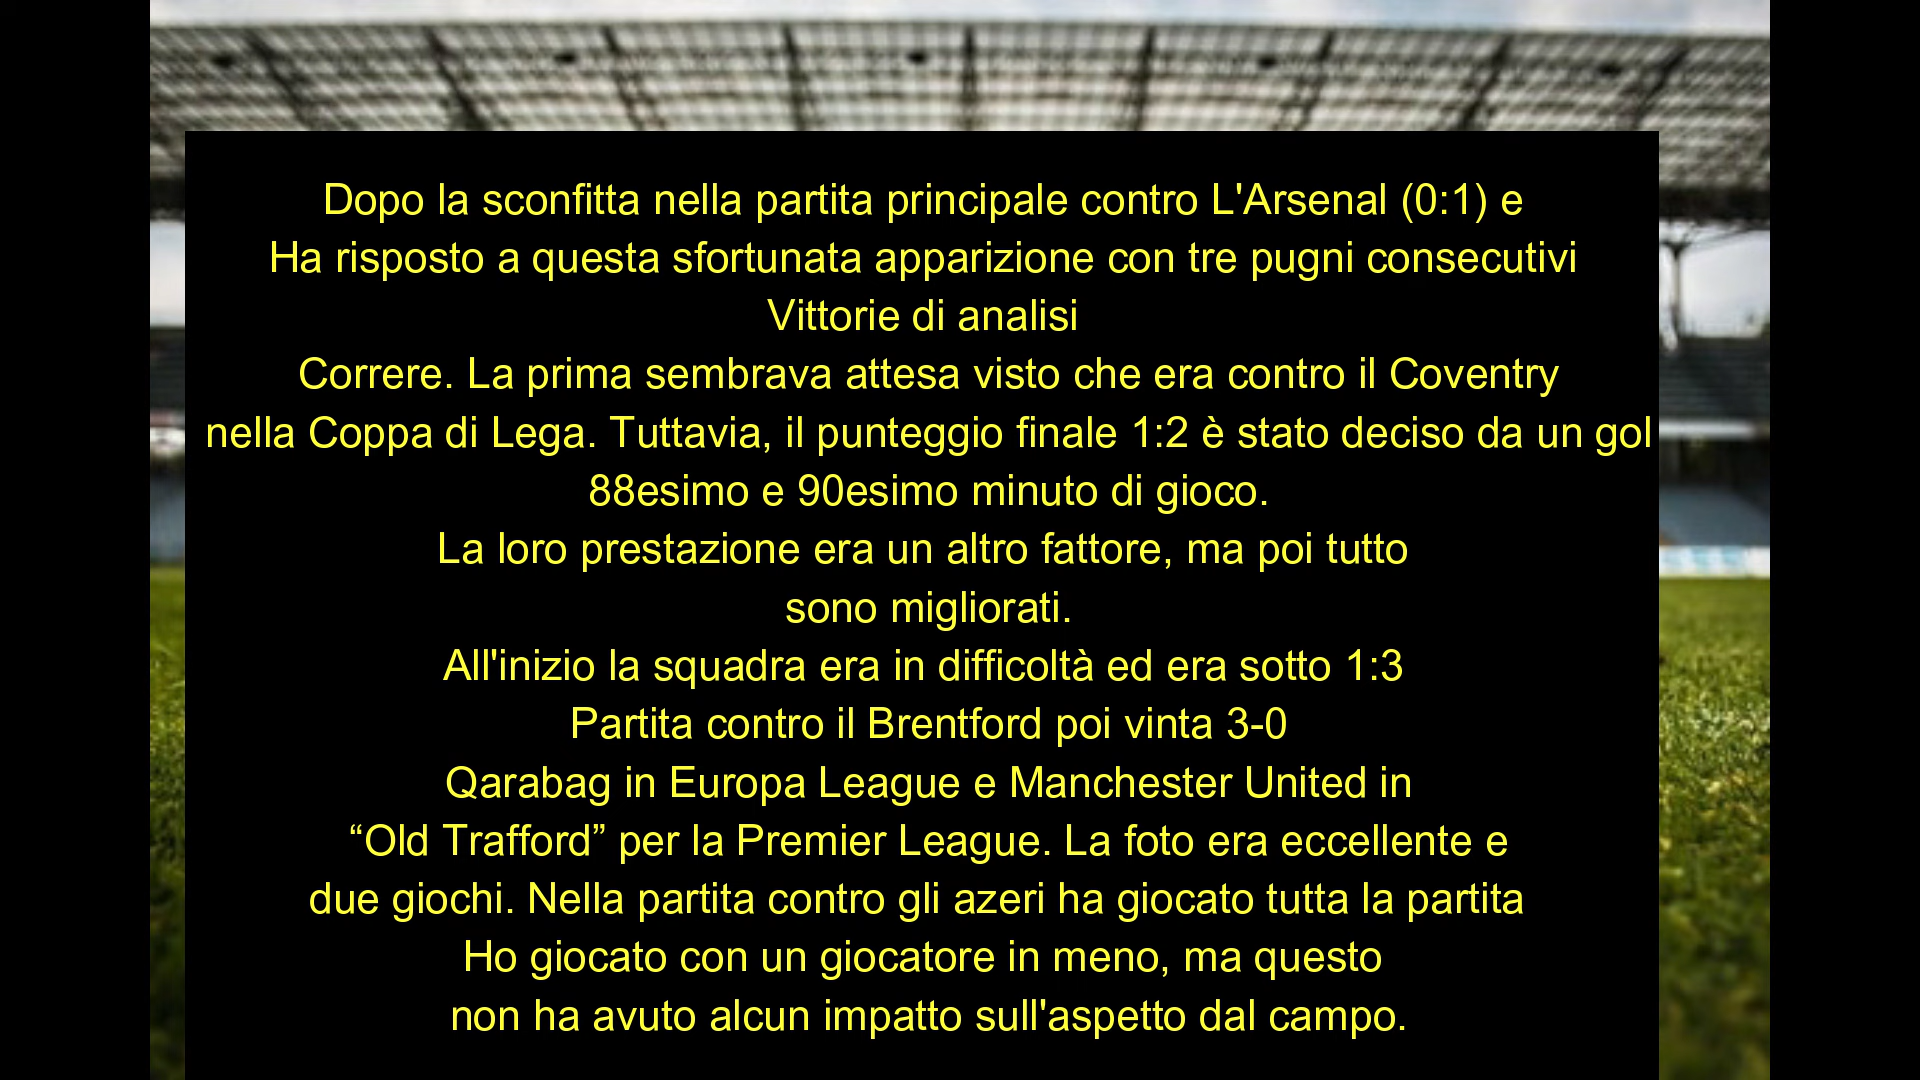 Dopo la sconfitta nella partita principale contro L'Arsenal (0:1) e
Ha risposto a questa sfortunata apparizione con tre pugni consecutivi
Vittorie di analisi
Correre. La prima sembrava attesa visto che era contro il Coventry
nella Coppa di Lega. Tuttavia, il punteggio finale 1:2 è stato deciso da un gol
88esimo e 90esimo minuto di gioco.
La loro prestazione era un altro fattore, ma poi tutto
sono migliorati.
All'inizio la squadra era in difficoltà ed era sotto 1:3
Partita contro il Brentford poi vinta 3-0
Qarabag in Europa League e Manchester United in
“Old Trafford” per la Premier League. La foto era eccellente e
due giochi. Nella partita contro gli azeri ha giocato tutta la partita
Ho giocato con un giocatore in meno, ma questo
non ha avuto alcun impatto sull'aspetto dal campo.